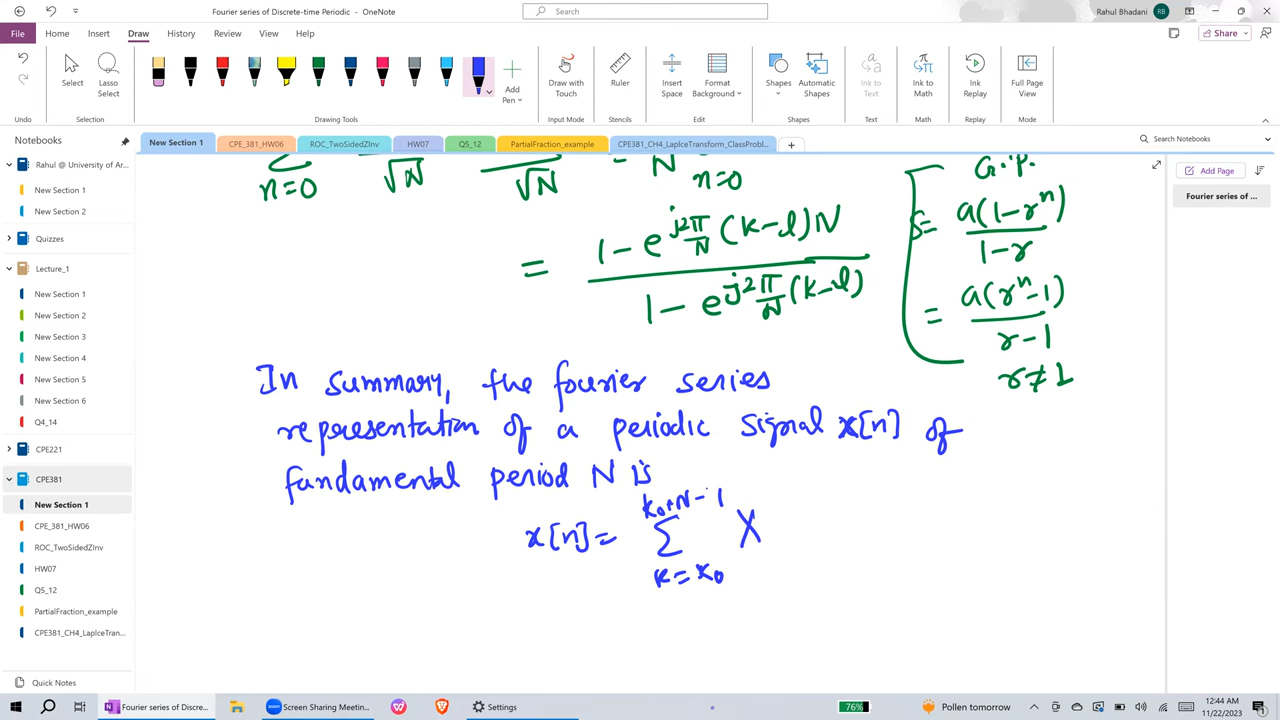 Fourier series of Discrete-time Periodic - OneNote
Search
Rahul Bhadani RB
File Home Insert Draw History Review View Help
Share
Select Lasso Select Add Pen Draw with Touch Ruler Insert Space Format Background Shapes Automatic Shapes Ink to Text Ink to Math Ink Replay Full Page View
Undo Selection Drawing Tools Input Mode Stencils Edit Text Math Replay View
Notebooks
New Section 1 CPE_381_HW06 ROC_TwoSidedZInv HW07 Q5_12 PartialFraction_example CPE381_CH4_LaplceTransform_ClassProbl...
Search Notebooks
Add Page
Fourier series of ...
Rahul @ University of Ar...
New Section 1
New Section 2
Quizzes
Lecture_1
New Section 1
New Section 2
New Section 3
New Section 4
New Section 5
New Section 6
Q4_14
CPE221
CPE381
New Section 1
CPE_381_HW06
ROC_TwoSidedZInv
HW07
Q5_12
PartialFraction_example
CPE381_CH4_LaplceTran...
Quick Notes
n=0 √N √N N n=0
= 1 - e^{j2π/N (k-l)N} / 1 - e^{j2π/N (k-l)}
G.P.
S = a(1-r^n) / 1-r
= a(r^n-1) / r-1
r≠1
In summary, the fourier series
representation of a periodic signal x[n] of
fundamental period N is
x[n] = Σ_{k=k0}^{k0+N-1} X
Fourier series of Discre...
Screen Sharing Meetin...
Settings
76%
Pollen tomorrow
12:44 AM
11/22/2023